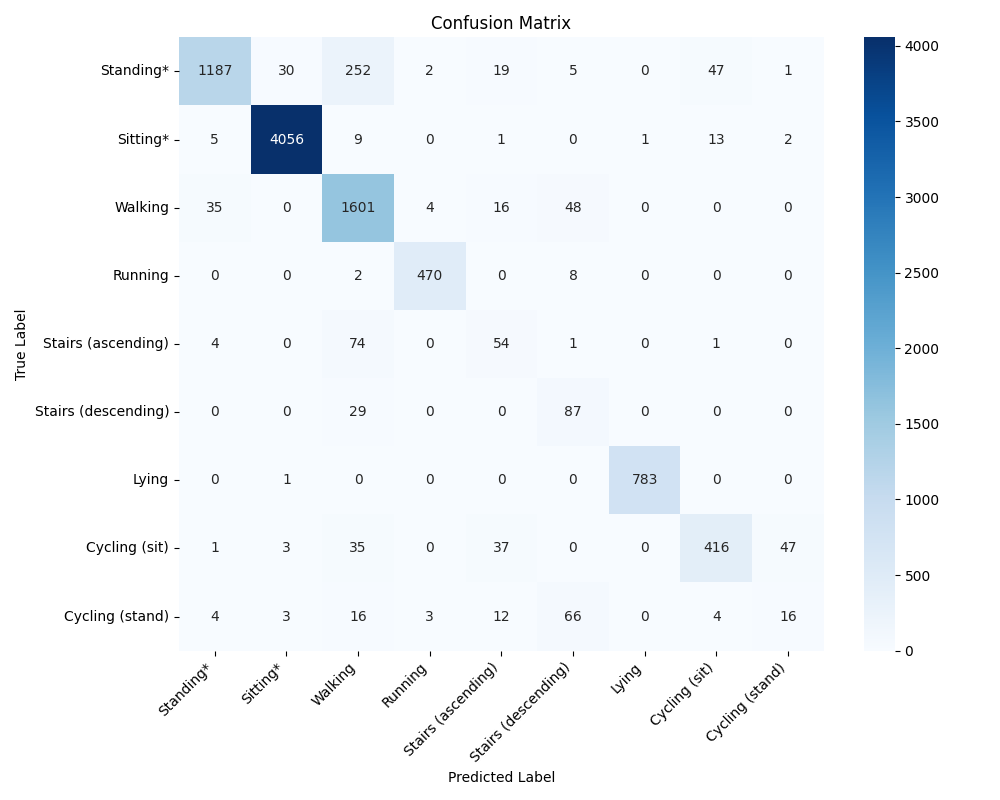 Confusion Matrix
Standing* 1187 30 252 2 19 5 0 47 1
Sitting* 5 4056 9 0 1 0 1 13 2
Walking 35 0 1601 4 16 48 0 0 0
Running 0 0 2 470 0 8 0 0 0
Stairs (ascending) 4 0 74 0 54 1 0 1 0
Stairs (descending) 0 0 29 0 0 87 0 0 0
Lying 0 1 0 0 0 0 783 0 0
Cycling (sit) 1 3 35 0 37 0 0 416 47
Cycling (stand) 4 3 16 3 12 66 0 4 16
True Label
Standing*
Sitting*
Walking
Running
Stairs (ascending)
Stairs (descending)
Lying
Cycling (sit)
Cycling (stand)
Predicted Label
4000
3500
3000
2500
2000
1500
1000
500
0